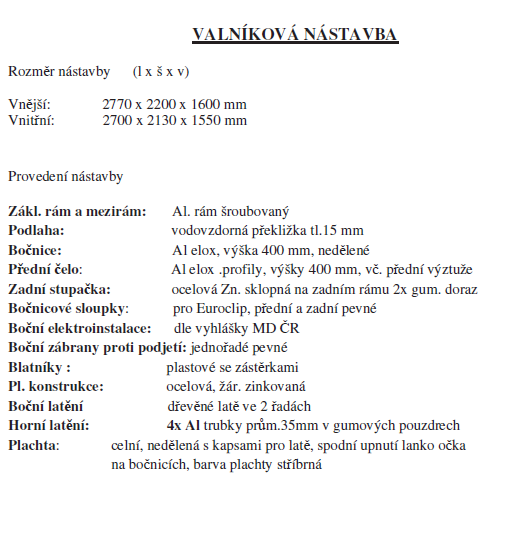 VALNÍKOVÁ NÁSTAVBA
Rozměr nástavby (l x š x v)
Vnější: 2770 x 2200 x 1600 mm
Vnitřní: 2700 x 2130 x 1550 mm
Provedení nástavby
Zákl. rám a mezirám: Al. rám šroubovaný
Podlaha: vodovzdorná překližka tl.15 mm
Bočnice: Al elox, výška 400 mm, nedělené
Přední čelo: Al elox .profily, výšky 400 mm, vč. přední výztuže
Zadní stupačka: ocelová Zn. sklopná na zadním rámu 2x gum. doraz
Bočnicové sloupky: pro Euroclip, přední a zadní pevné
Boční elektroinstalace: dle vyhlášky MD ČR
Boční zábrany proti podjetí: jednořadé pevné
Blatníky : plastové se zástěrkami
Pl. konstrukce: ocelová, žár. zinkovaná
Boční latění dřevěné latě ve 2 řadách
Horní latění: 4x Al trubky prům.35mm v gumových pouzdrech
Plachta: celní, nedělená s kapsami pro latě, spodní upnutí lanko očka
na bočnicích, barva plachty stříbrná